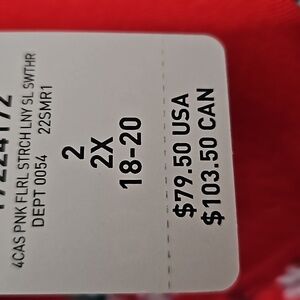 4CAS PNK FLRL STRCH LNY SL SWTHR
DEPT 0054 22SMR1
2
2X
18-20
$79.50 USA
$103.50 CAN